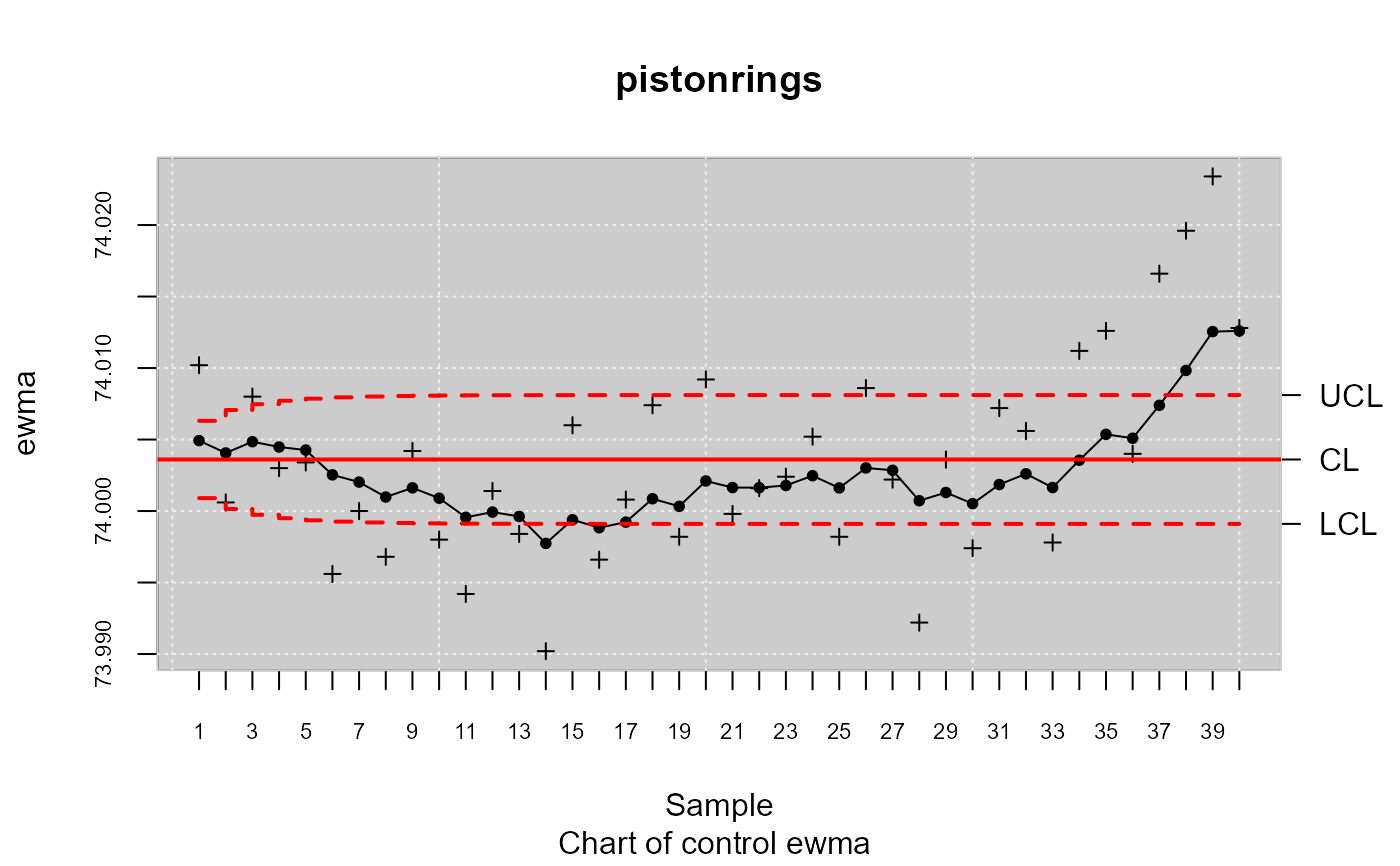 pistonrings
ewma
74.020
74.010
74.000
73.990
UCL
CL
LCL
1 3 5 7 9 11 13 15 17 19 21 23 25 27 29 31 33 35 37 39
Sample
Chart of control ewma